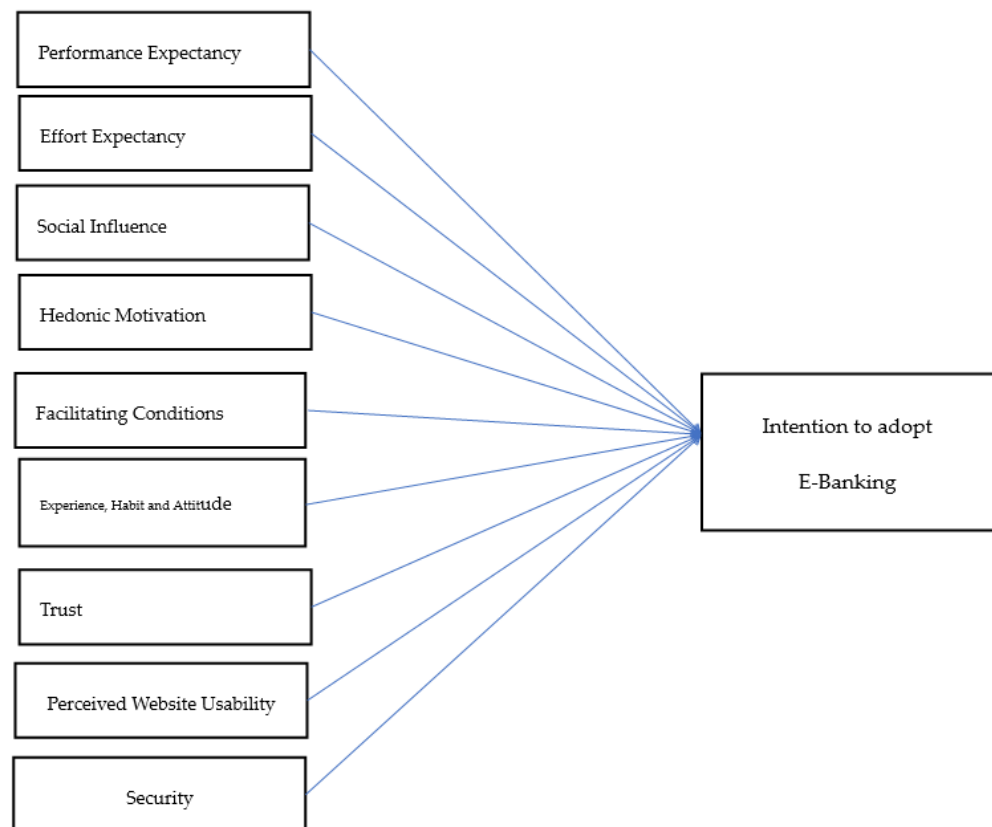 Performance Expectancy
Effort Expectancy
Social Influence
Hedonic Motivation
Facilitating Conditions
Experience, Habit and Attitude
Trust
Perceived Website Usability
Security
Intention to adopt
E-Banking